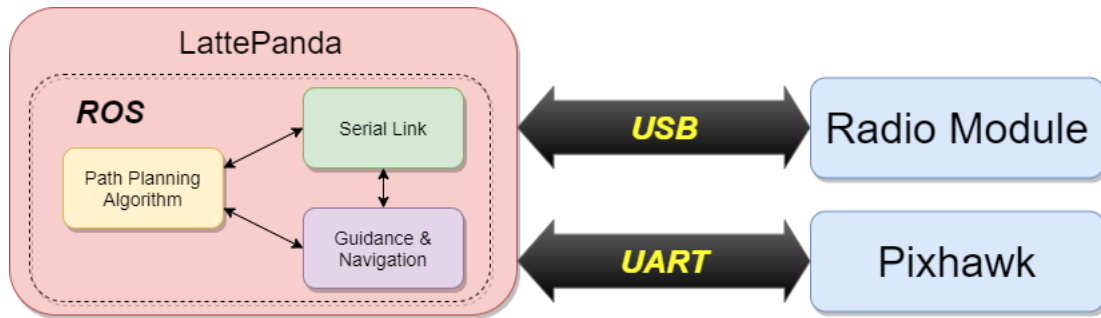 LattePanda
ROS
Serial Link
Path Planning
Algorithm
Guidance &
Navigation
USB
Radio Module
UART
Pixhawk